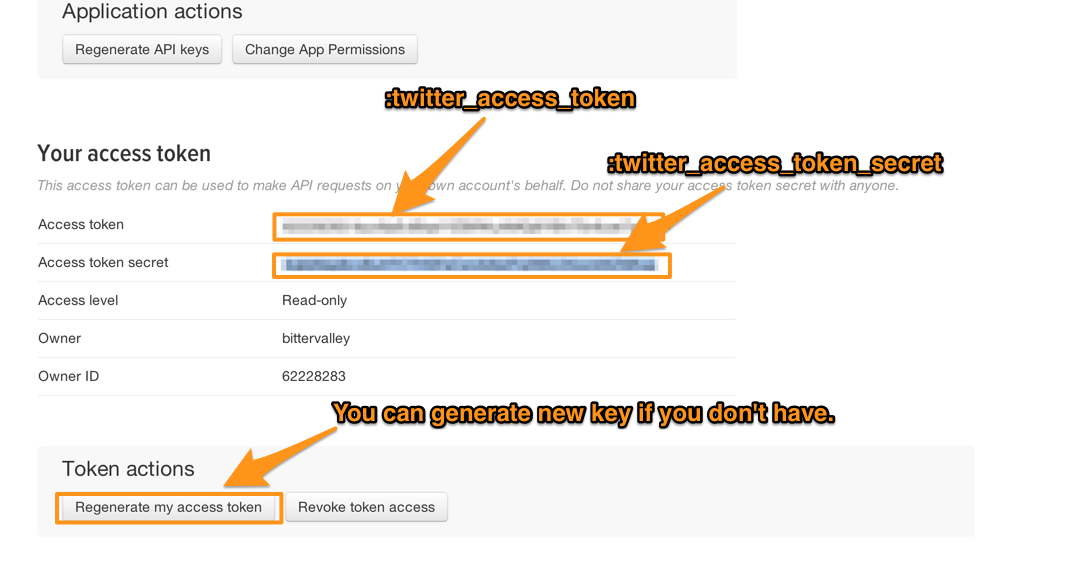 Application actions
Regenerate API keys Change App Permissions
:twitter_access_token
Your access token
:twitter_access_token_secret
This access token can be used to make API requests on your own account's behalf. Do not share your access token secret with anyone.
Access token
Access token secret
Access level Read-only
Owner bittervalley
Owner ID 62228283
You can generate new key if you don't have.
Token actions
Regenerate my access token Revoke token access